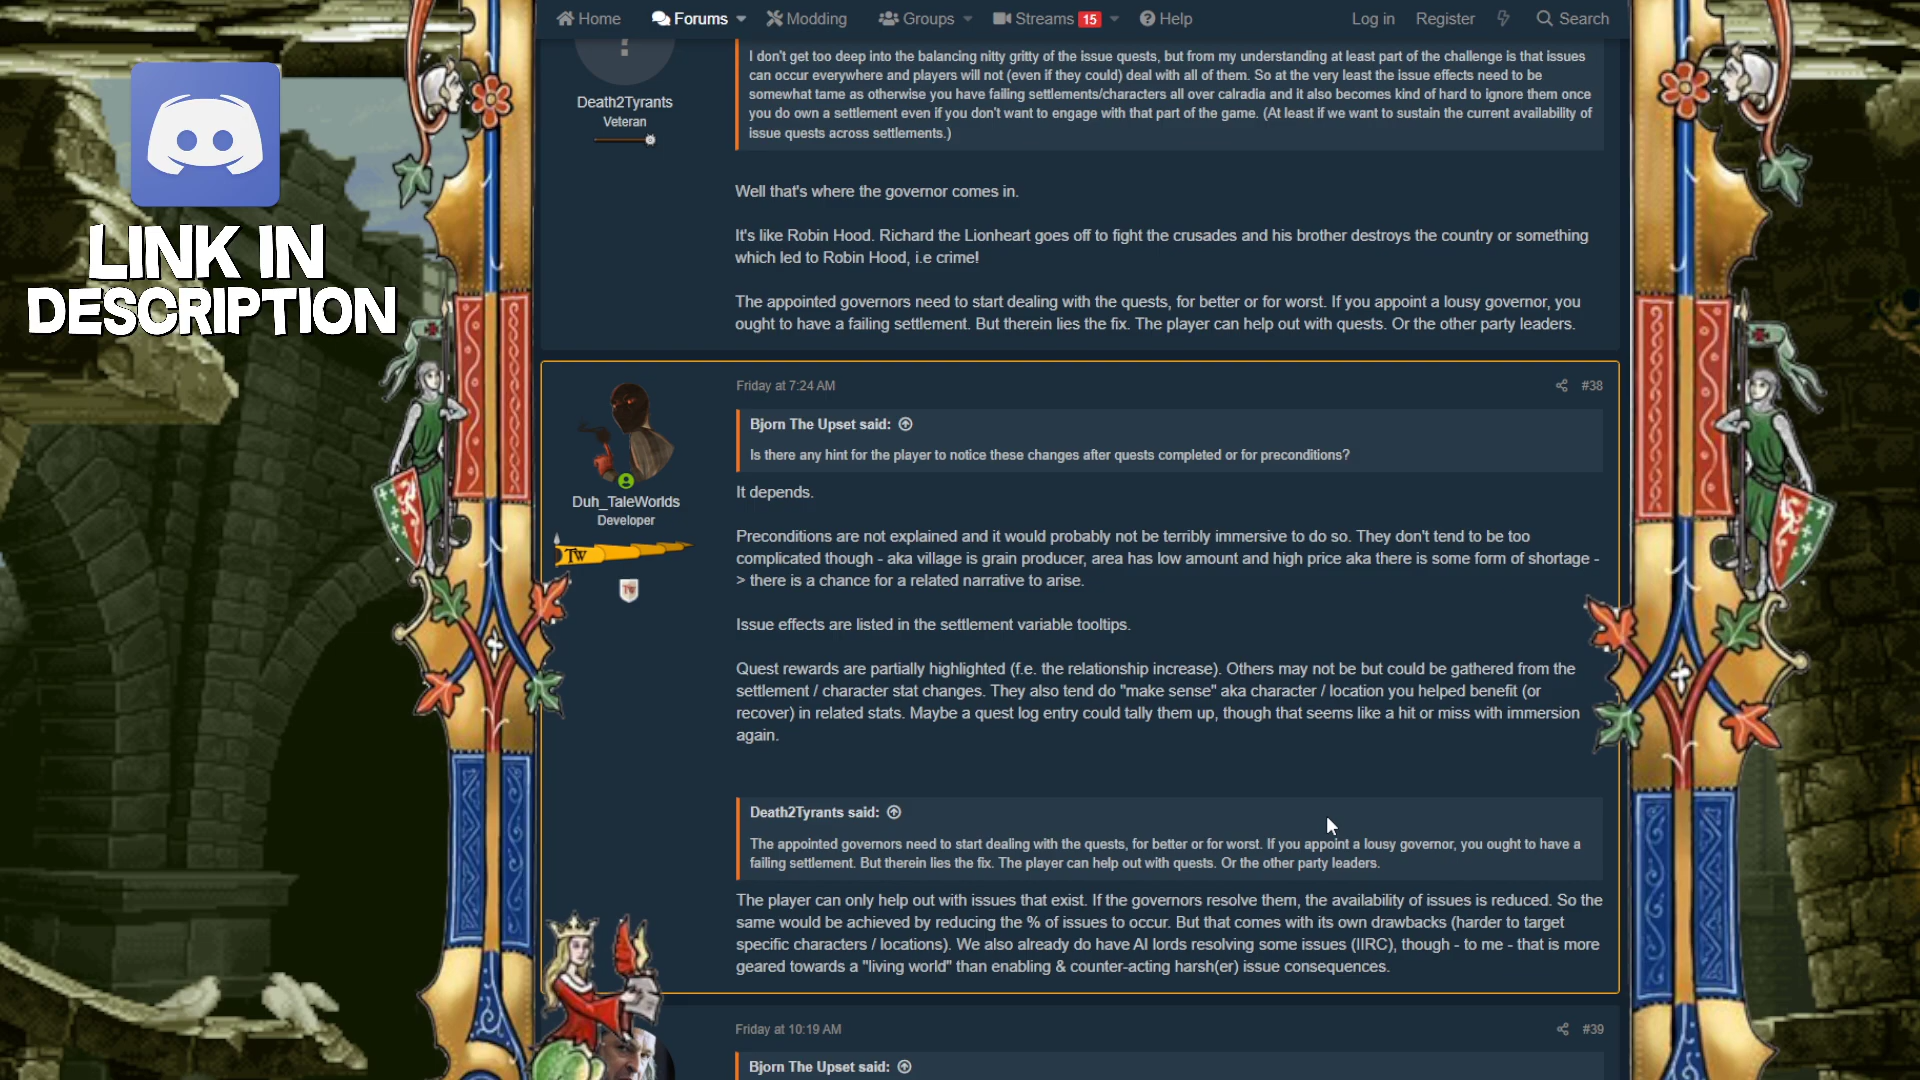 Home
Forums
Modding
Groups
Streams 15
Help
Log in
Register
Search
LINK IN
DESCRIPTION
Death2Tyrants
Veteran
I don't get too deep into the balancing nitty gritty of the issue quests, but from my understanding at least part of the challenge is that issues
can occur everywhere and players will not (even if they could) deal with all of them. So at the very least the issue effects need to be
somewhat tame as otherwise you have failing settlements/characters all over calradia and it also becomes kind of hard to ignore them once
you do own a settlement even if you don't want to engage with that part of the game. (At least if we want to sustain the current availability of
issue quests across settlements.)
Well that's where the governor comes in.
It's like Robin Hood. Richard the Lionheart goes off to fight the crusades and his brother destroys the country or something
which led to Robin Hood, i.e crime!
The appointed governors need to start dealing with the quests, for better or for worst. If you appoint a lousy governor, you
ought to have a failing settlement. But therein lies the fix. The player can help out with quests. Or the other party leaders.
Duh_TaleWorlds
Developer
TW
TW
Friday at 7:24 AM
#38
Bjorn The Upset said:
Is there any hint for the player to notice these changes after quests completed or for preconditions?
It depends.
Preconditions are not explained and it would probably not be terribly immersive to do so. They don't tend to be too
complicated though - aka village is grain producer, area has low amount and high price aka there is some form of shortage -
> there is a chance for a related narrative to arise.
Issue effects are listed in the settlement variable tooltips.
Quest rewards are partially highlighted (f.e. the relationship increase). Others may not be but could be gathered from the
settlement / character stat changes. They also tend do "make sense" aka character / location you helped benefit (or
recover) in related stats. Maybe a quest log entry could tally them up, though that seems like a hit or miss with immersion
again.
Death2Tyrants said:
The appointed governors need to start dealing with the quests, for better or for worst. If you appoint a lousy governor, you ought to have a
failing settlement. But therein lies the fix. The player can help out with quests. Or the other party leaders.
The player can only help out with issues that exist. If the governors resolve them, the availability of issues is reduced. So the
same would be achieved by reducing the % of issues to occur. But that comes with its own drawbacks (harder to target
specific characters / locations). We also already do have AI lords resolving some issues (IIRC), though - to me - that is more
geared towards a "living world" than enabling & counter-acting harsh(er) issue consequences.
Friday at 10:19 AM
#39
Bjorn The Upset said: